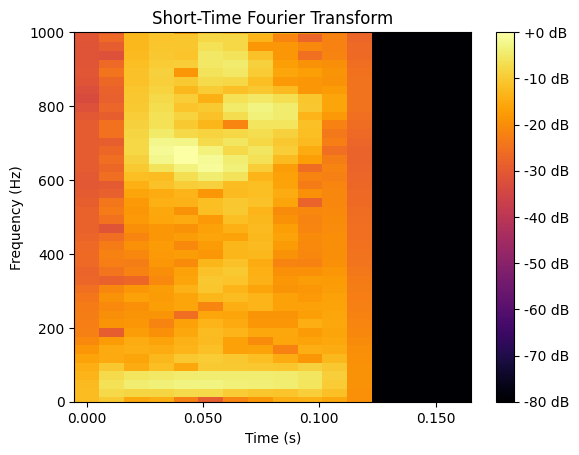 Short-Time Fourier Transform
1000
800
600
400
200
0
Frequency (Hz)
0.000
0.050
0.100
0.150
Time (s)
+0 dB
-10 dB
-20 dB
-30 dB
-40 dB
-50 dB
-60 dB
-70 dB
-80 dB